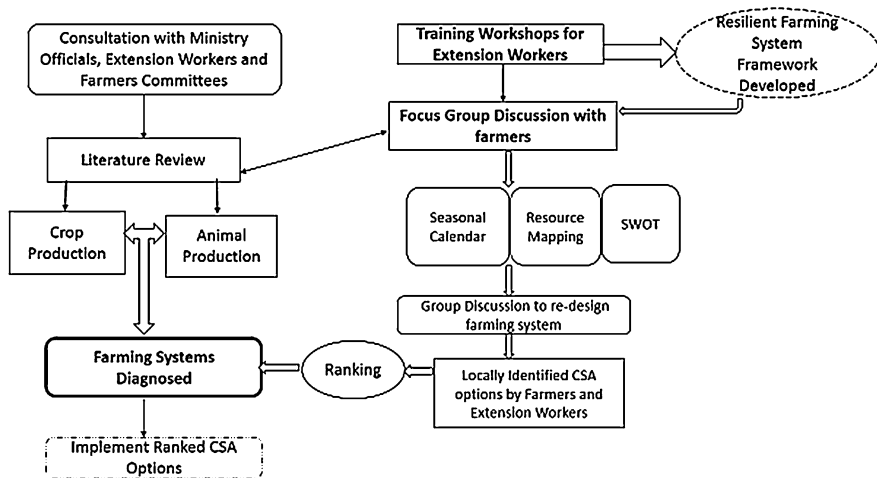 Consultation with Ministry
Officials, Extension Workers and
Farmers Committees
Literature Review
Crop
Production
Animal
Production
Farming Systems
Diagnosed
Implement Ranked CSA
Options
Training Workshops for
Extension Workers
Resilient Farming
System
Framework
Developed
Focus Group Discussion with
farmers
Seasonal
Calendar
Resource
Mapping
SWOT
Group Discussion to re-design
farming system
Locally Identified CSA
options by Farmers and
Extension Workers
Ranking